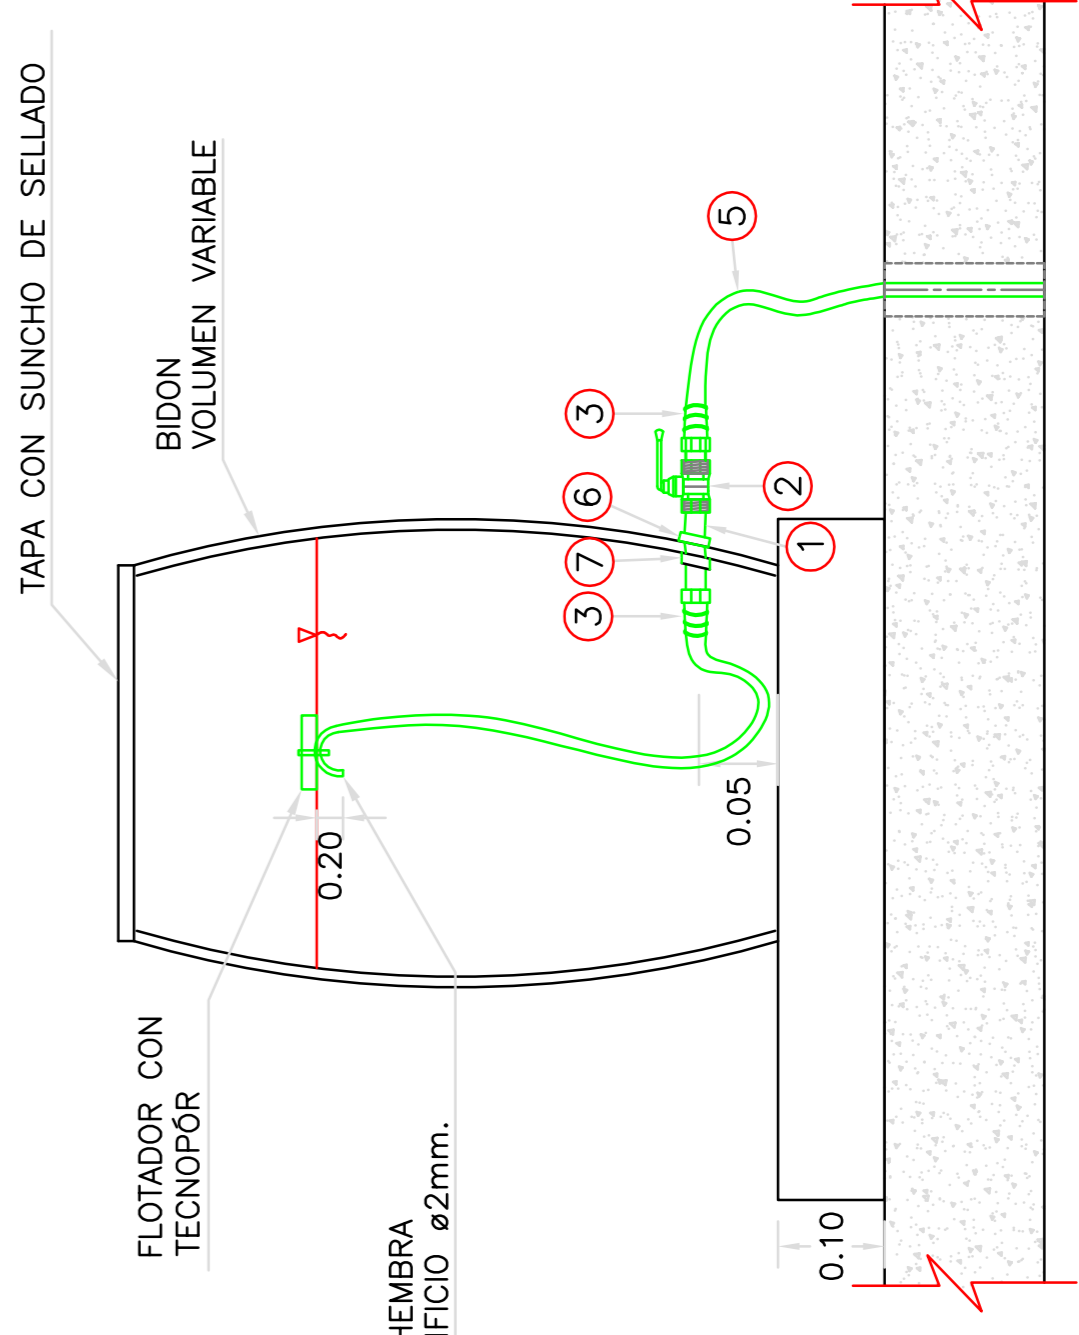 TAPA CON SUNCHO DE SELLADO
BIDON
VOLUMEN VARIABLE
FLOTADOR CON
TECNOPÓR
HEMBRA
IFICIO ø2mm.
0.20
0.05
0.10
5
3
6
2
7
1
3